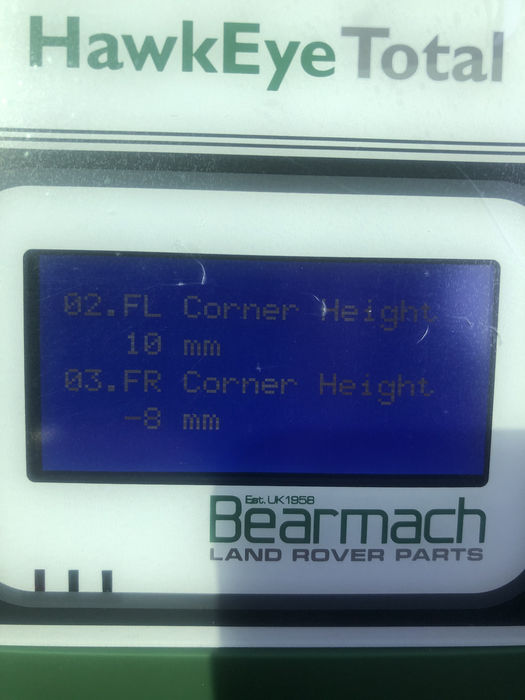 HawkEyeTotal
02.FL Corner Height
10 mm
03.FR Corner Height
-8 mm
Est. UK1956
Bearmach
LAND ROVER PARTS